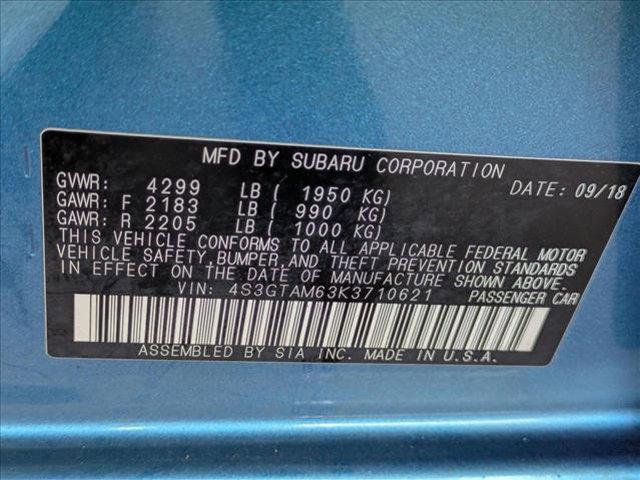 MFD BY SUBARU CORPORATION
GVWR: 4299 LB ( 1950 KG) DATE: 09/18
GAWR: F 2183 LB ( 990 KG)
GAWR: R 2205 LB ( 1000 KG)
THIS VEHICLE CONFORMS TO ALL APPLICABLE FEDERAL MOTOR
VEHICLE SAFETY, BUMPER, AND THEFT PREVENTION STANDARDS
IN EFFECT ON THE DATE OF MANUFACTURE SHOWN ABOVE.
VIN: 4S3GTAM63K3710621 PASSENGER CAR
ASSEMBLED BY SIA INC. MADE IN U.S.A.